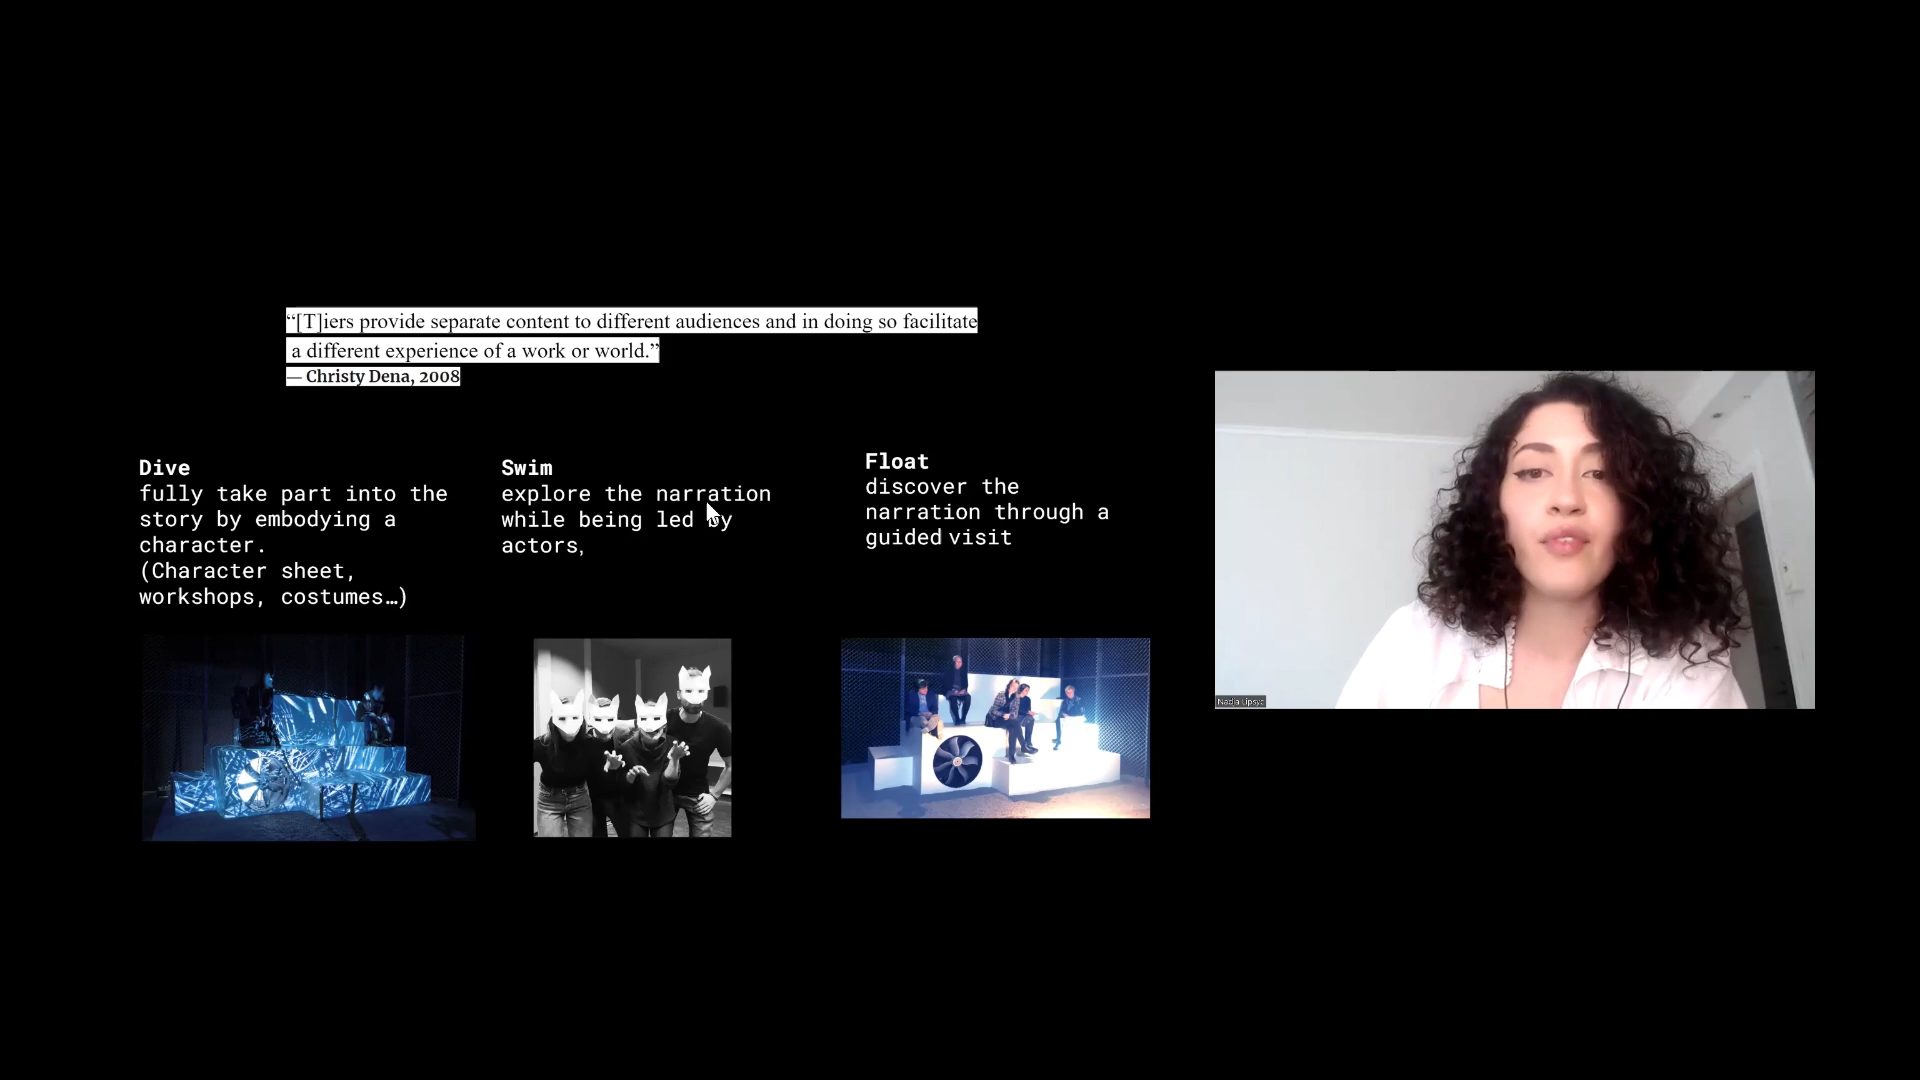 “[T]iers provide separate content to different audiences and in doing so facilitate
a different experience of a work or world.”
— Christy Dena, 2008
Dive
fully take part into the
story by embodying a
character.
(Character sheet,
workshops, costumes…)
Swim
explore the narration
while being led by
actors,
Float
discover the
narration through a
guided visit
Nadia Lipsyc